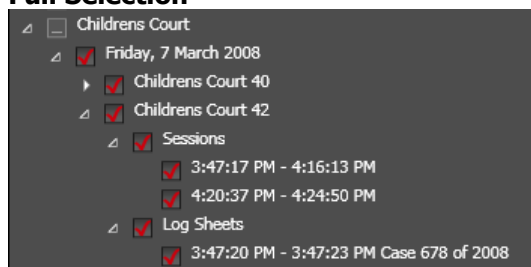 Childrens Court
Friday, 7 March 2008
Childrens Court 40
Childrens Court 42
Sessions
3:47:17 PM - 4:16:13 PM
4:20:37 PM - 4:24:50 PM
Log Sheets
3:47:20 PM - 3:47:23 PM Case 678 of 2008